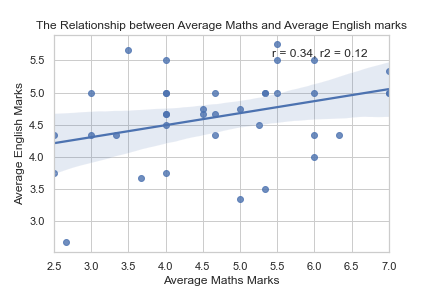 The Relationship between Average Maths and Average English marks
r = 0.34, r2 = 0.12
Average English Marks
5.5
5.0
4.5
4.0
3.5
3.0
2.5 3.0 3.5 4.0 4.5 5.0 5.5 6.0 6.5 7.0
Average Maths Marks